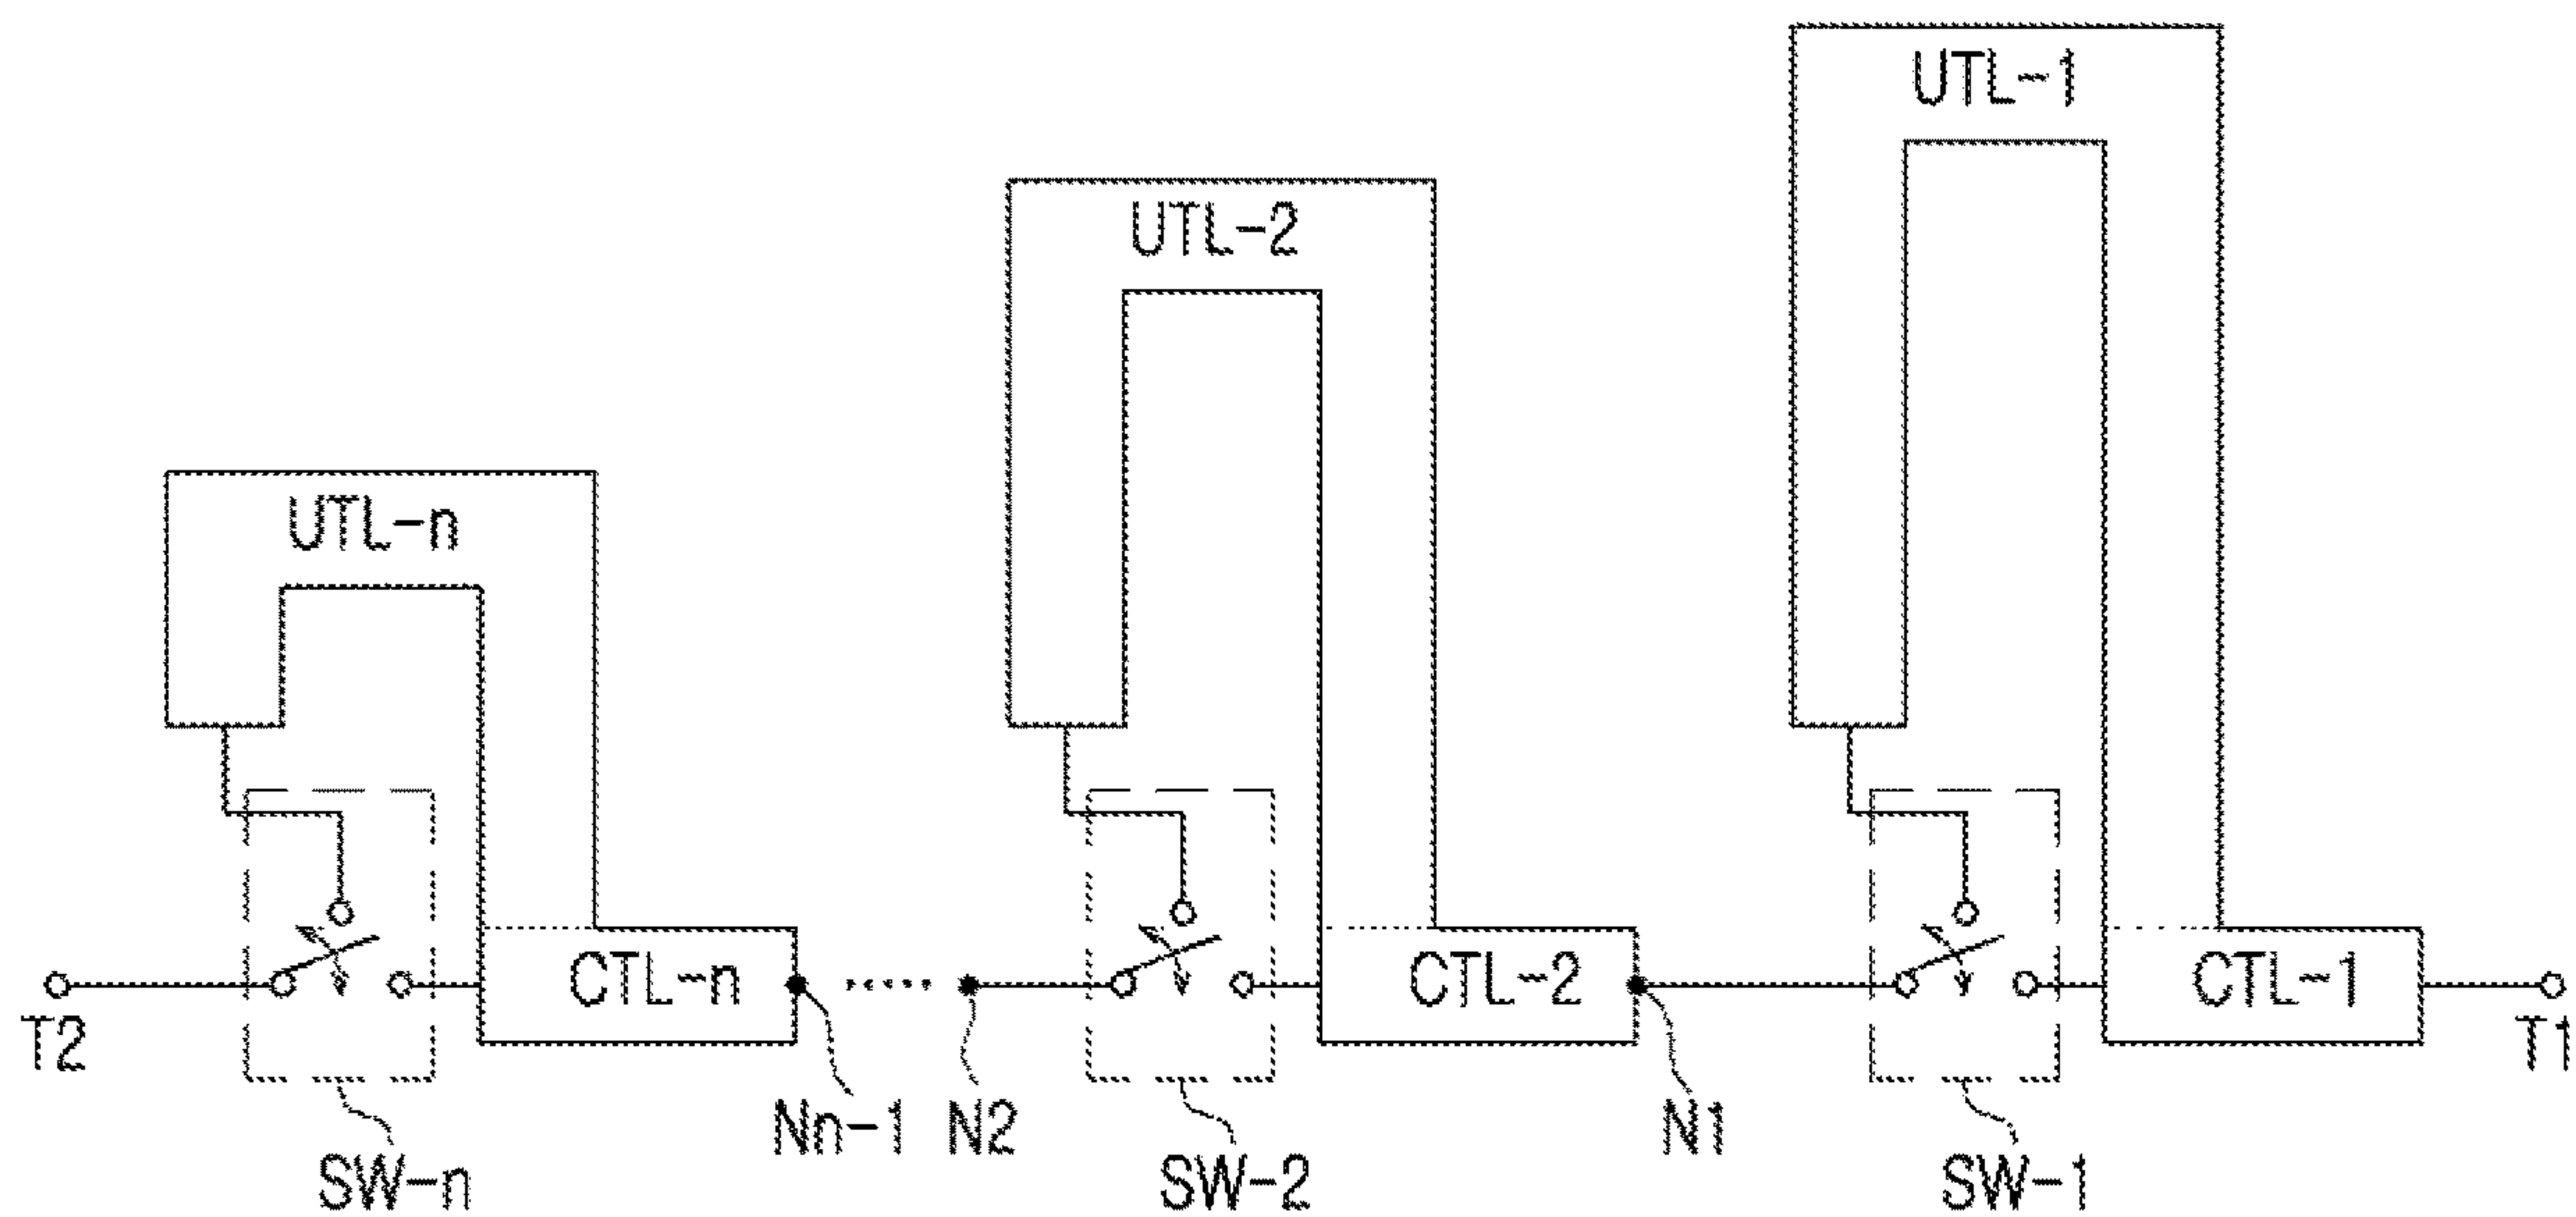 UTL-1
UTL-2
UTL-n
CTL-n
CTL-2
CTL-1
T2
T1
Nn-1
N2
N1
SW-n
SW-2
SW-1